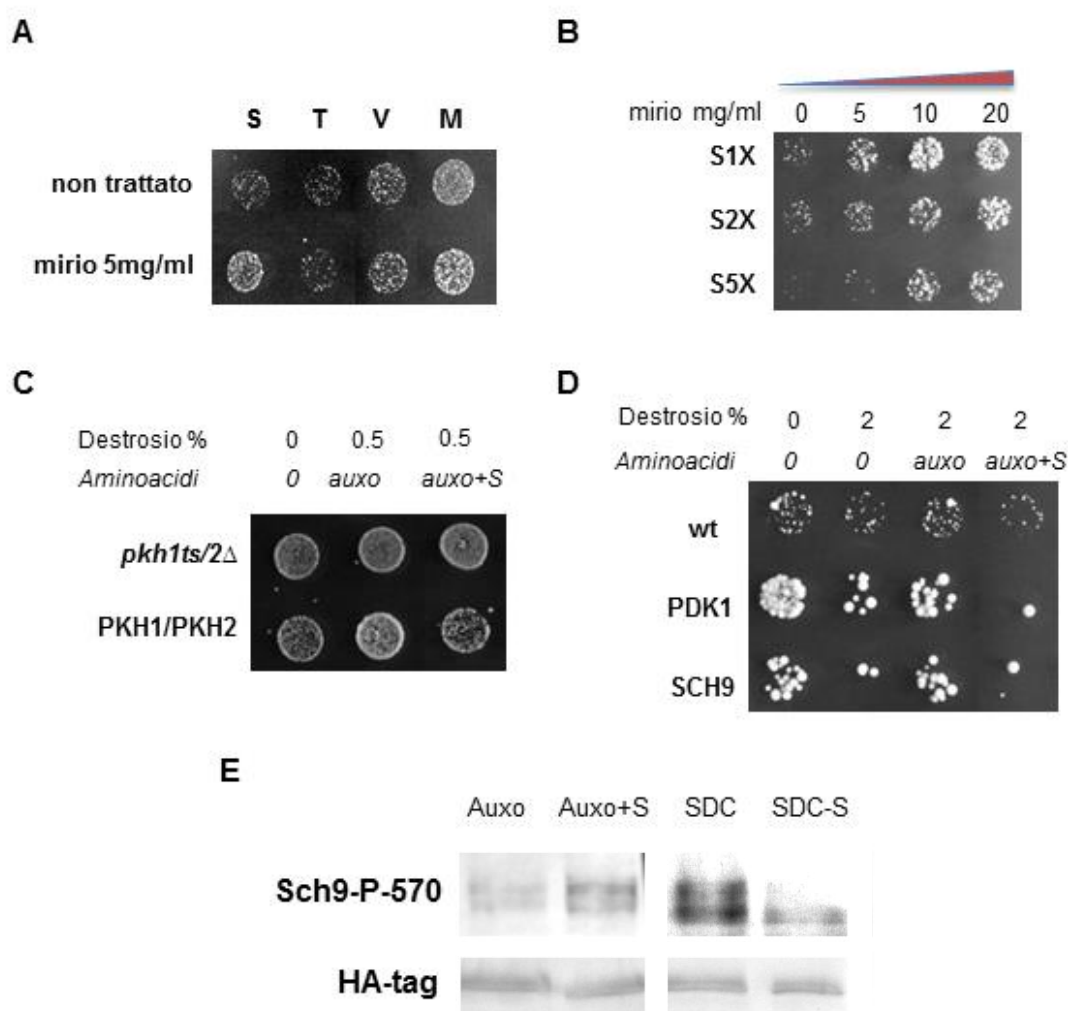 A
S T V M
non trattato
mirio 5mg/ml
B
mirio mg/ml 0 5 10 20
S1X
S2X
S5X
C
Destrosio % 0 0.5 0.5
Aminoacidi 0 auxo auxo+S
pkh1ts/2Δ
PKH1/PKH2
D
Destrosio % 0 2 2 2
Aminoacidi 0 0 auxo auxo+S
wt
PDK1
SCH9
E
Auxo Auxo+S SDC SDC-S
Sch9-P-570
HA-tag